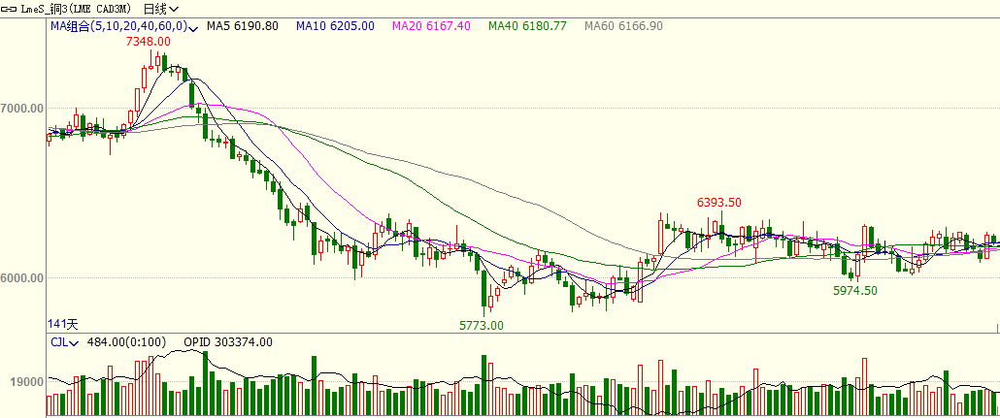 LmeS_铜3(LME CAD3M) 日线
MA组合(5,10,20,40,60,0) MA5 6190.80 MA10 6205.00 MA20 6167.40 MA40 6180.77 MA60 6166.90
7348.00
7000.00
6393.50
6000.00
5974.50
5773.00
141天
CJL 484.00(0:100) OPID 303374.00
19000